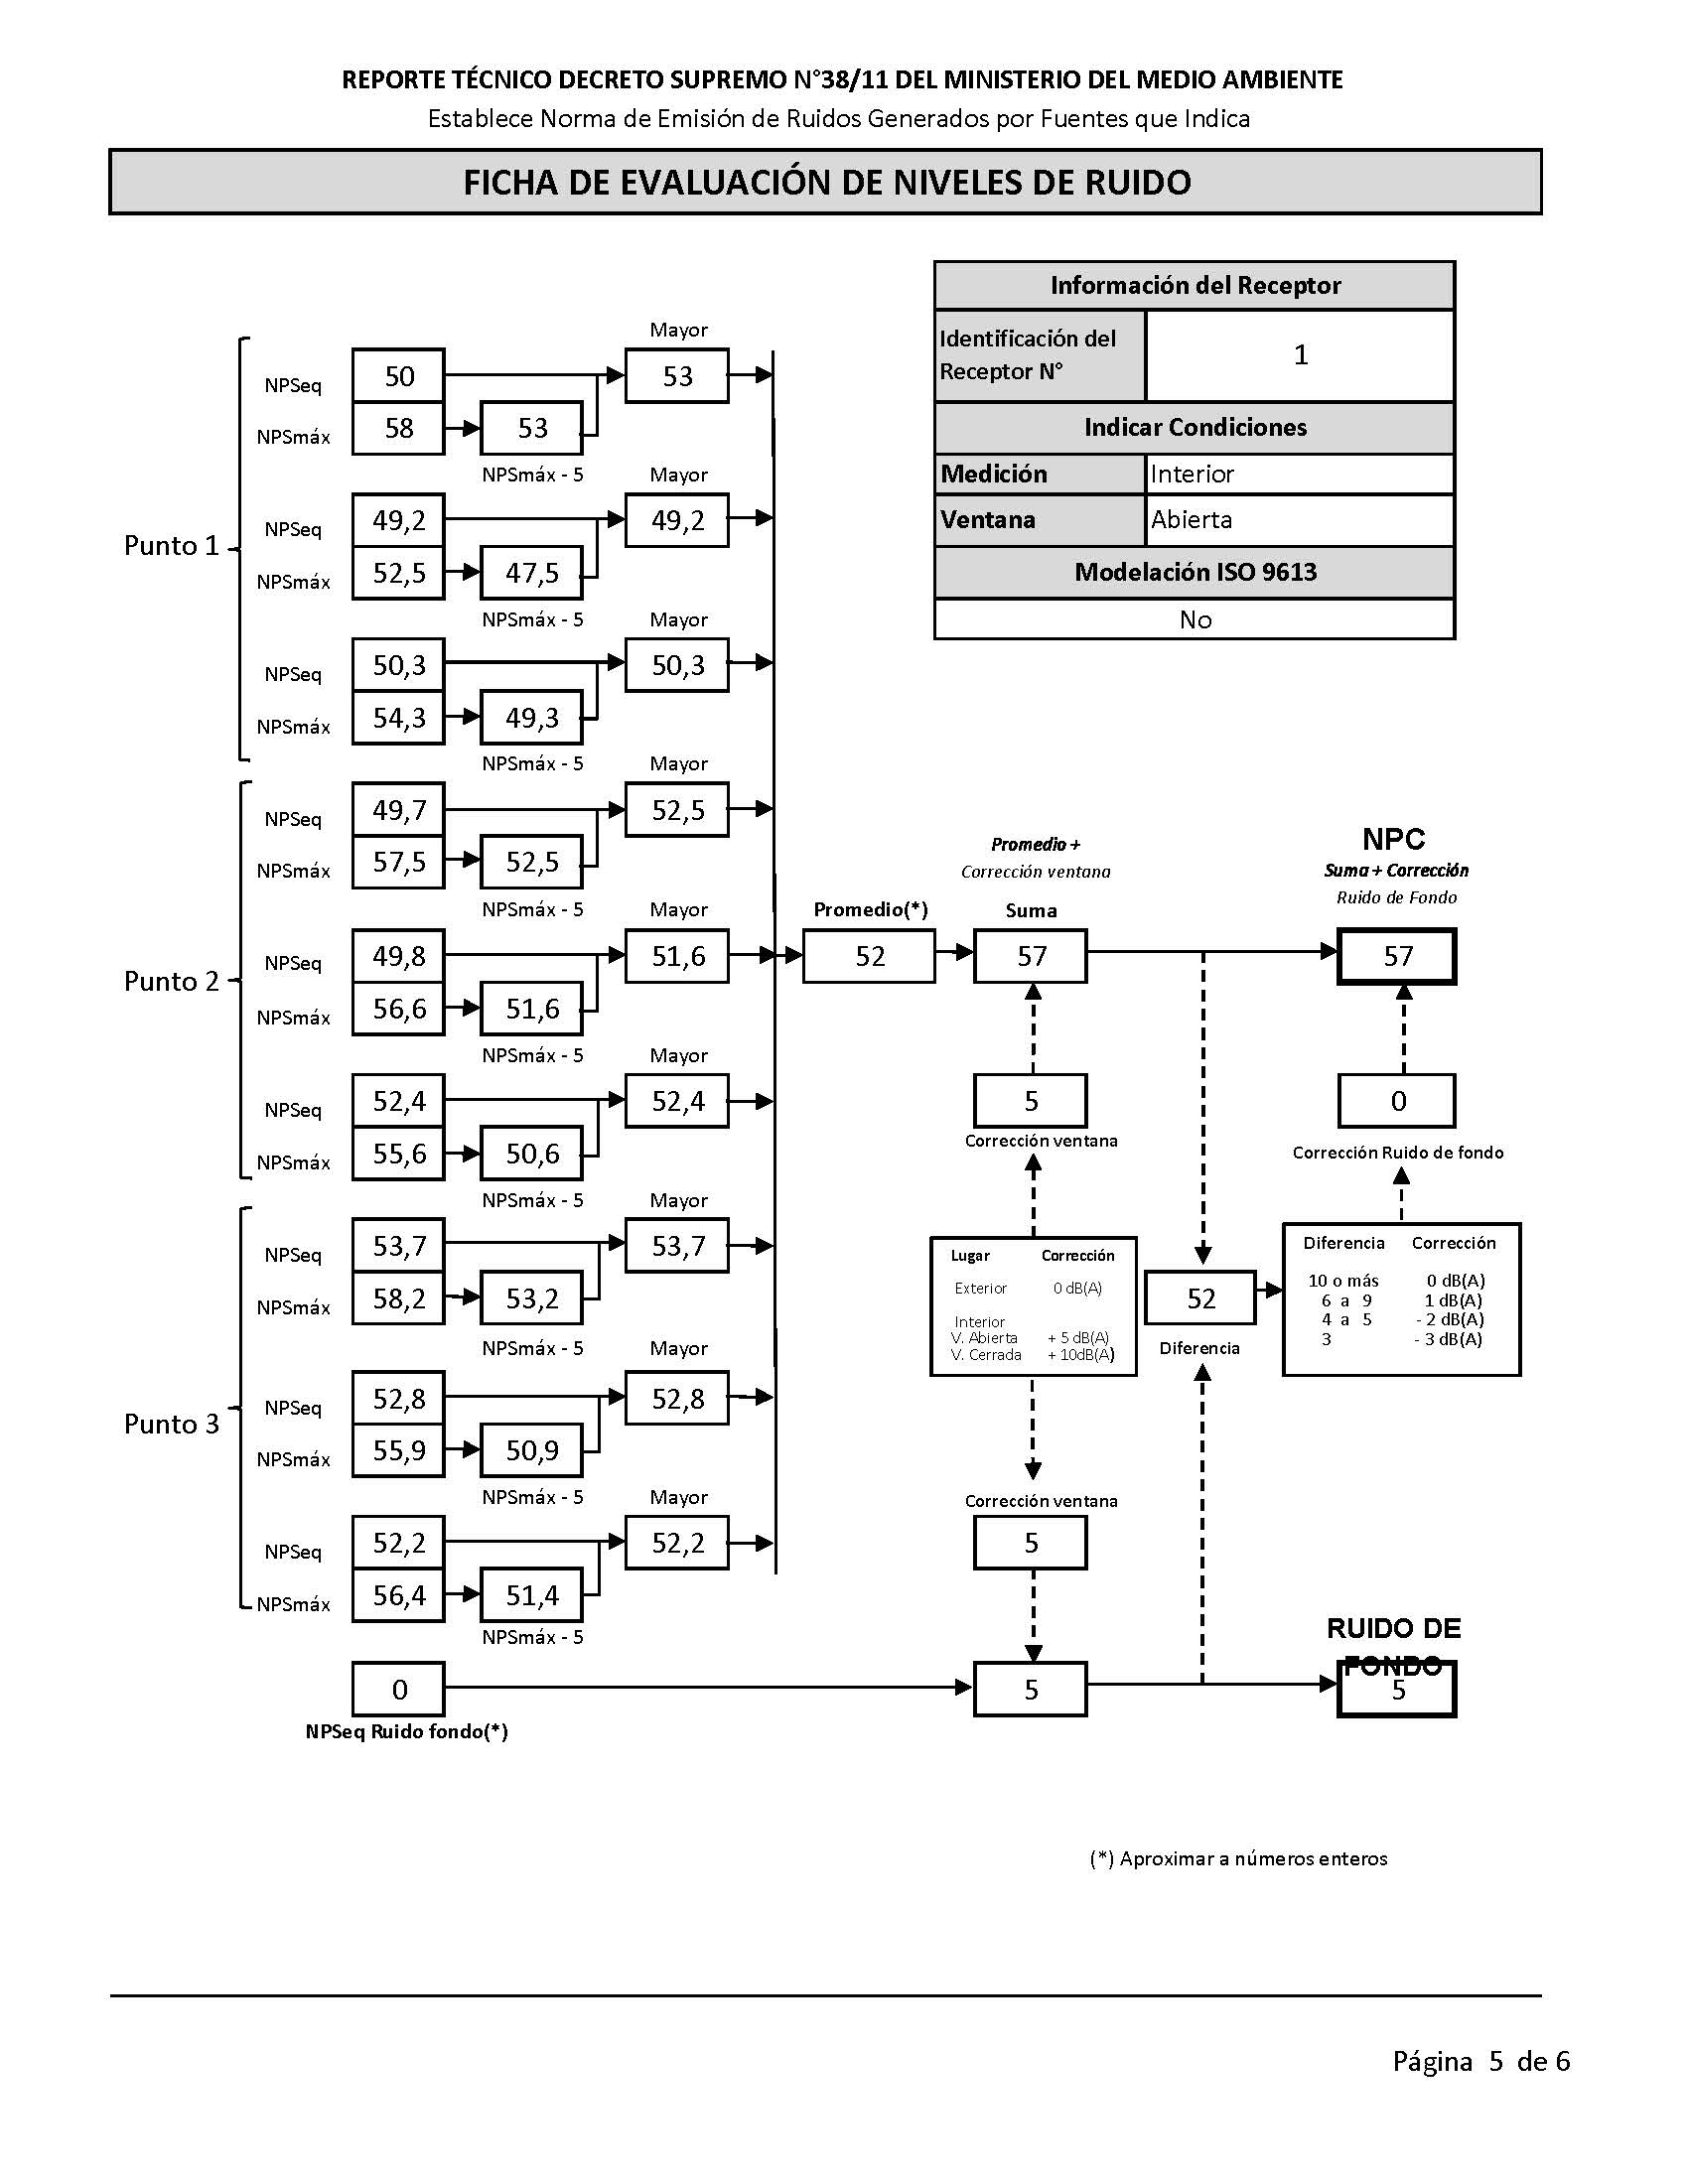 REPORTE TÉCNICO DECRETO SUPREMO N°38/11 DEL MINISTERIO DEL MEDIO AMBIENTE
Establece Norma de Emisión de Ruidos Generados por Fuentes que Indica
FICHA DE EVALUACIÓN DE NIVELES DE RUIDO
Información del Receptor
Identificación del
Receptor N°
1
Indicar Condiciones
Medición Interior
Ventana Abierta
Modelación ISO 9613
No
Punto 1
Mayor
NPSeq 50 53
NPSmáx 58 53
NPSmáx - 5 Mayor
NPSeq 49,2 49,2
NPSmáx 52,5 47,5
NPSmáx - 5 Mayor
NPSeq 50,3 50,3
NPSmáx 54,3 49,3
NPSmáx - 5 Mayor
Punto 2
NPSeq 49,7 52,5
NPSmáx 57,5 52,5
NPSmáx - 5 Mayor
NPSeq 49,8 51,6
NPSmáx 56,6 51,6
NPSmáx - 5 Mayor
NPSeq 52,4 52,4
NPSmáx 55,6 50,6
NPSmáx - 5 Mayor
Punto 3
NPSeq 53,7 53,7
NPSmáx 58,2 53,2
NPSmáx - 5 Mayor
NPSeq 52,8 52,8
NPSmáx 55,9 50,9
NPSmáx - 5 Mayor
NPSeq 52,2 52,2
NPSmáx 56,4 51,4
NPSmáx - 5
0
NPSeq Ruido fondo(*)
Promedio(*)
52
Promedio +
Corrección ventana
Suma
57
5
Corrección ventana
Lugar Corrección
Exterior 0 dB(A)
Interior
V. Abierta + 5 dB(A)
V. Cerrada + 10dB(A)
Corrección ventana
5
5
52
Diferencia
NPC
Suma + Corrección
Ruido de Fondo
57
0
Corrección Ruido de fondo
Diferencia Corrección
10 o más 0 dB(A)
6 a 9 1 dB(A)
4 a 5 - 2 dB(A)
3 - 3 dB(A)
RUIDO DE
FONDO
5
(*) Aproximar a números enteros
Página 5 de 6